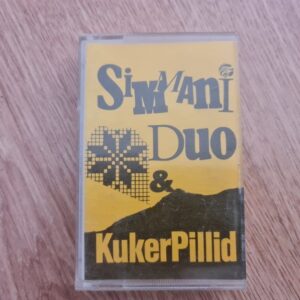 SiMMANi
DUO
&
KukerPillid